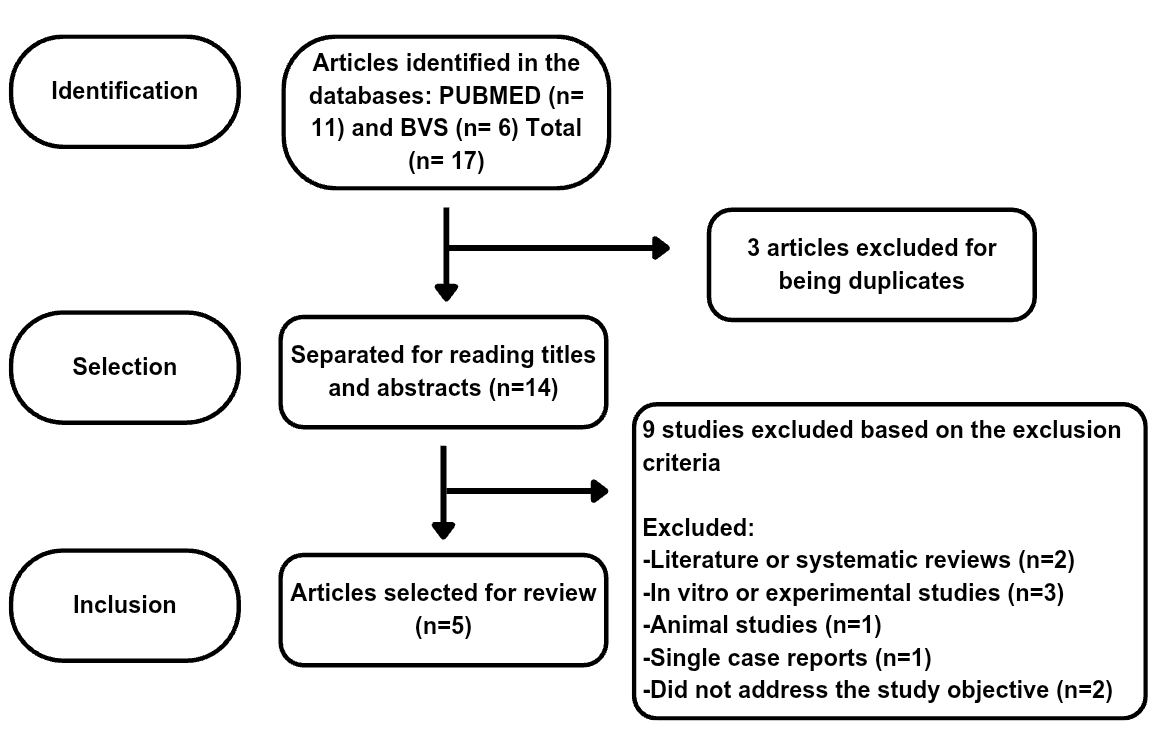 Identification
Articles identified in the
databases: PUBMED (n=
11) and BVS (n= 6) Total
(n= 17)
3 articles excluded for
being duplicates
Selection
Separated for reading titles
and abstracts (n=14)
9 studies excluded based on the exclusion
criteria
Excluded:
-Literature or systematic reviews (n=2)
-In vitro or experimental studies (n=3)
-Animal studies (n=1)
-Single case reports (n=1)
-Did not address the study objective (n=2)
Inclusion
Articles selected for review
(n=5)